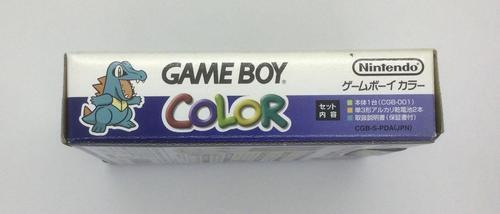 GAME BOY
COLOR
Nintendo
ゲームボーイ カラー
セット
内容
本体1台(CGB-001)
単3形アルカリ乾電池2本
取扱説明書(保証書付)
CGB-S-PDA(JPN)